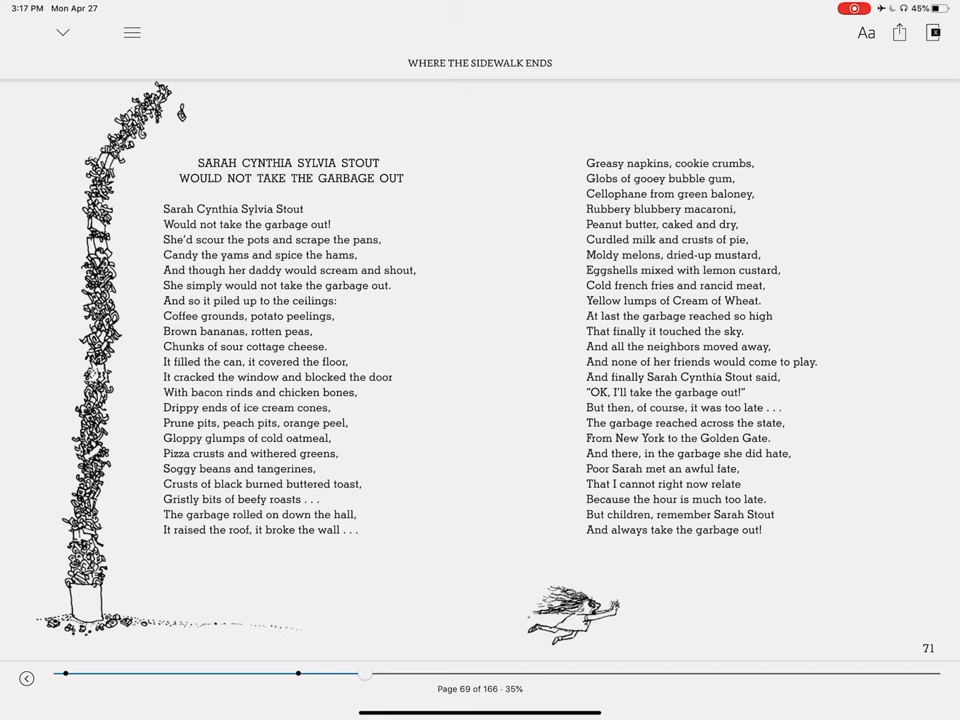 3:17 PM Mon Apr 27
45%
Aa
WHERE THE SIDEWALK ENDS
SARAH CYNTHIA SYLVIA STOUT
WOULD NOT TAKE THE GARBAGE OUT
Sarah Cynthia Sylvia Stout
Would not take the garbage out!
She'd scour the pots and scrape the pans,
Candy the yams and spice the hams,
And though her daddy would scream and shout,
She simply would not take the garbage out.
And so it piled up to the ceilings:
Coffee grounds, potato peelings,
Brown bananas, rotten peas,
Chunks of sour cottage cheese.
It filled the can, it covered the floor,
It cracked the window and blocked the door
With bacon rinds and chicken bones,
Drippy ends of ice cream cones,
Prune pits, peach pits, orange peel,
Gloppy glumps of cold oatmeal,
Pizza crusts and withered greens,
Soggy beans and tangerines,
Crusts of black burned buttered toast,
Gristly bits of beefy roasts . . .
The garbage rolled on down the hall,
It raised the roof, it broke the wall . . .
Greasy napkins, cookie crumbs,
Globs of gooey bubble gum,
Cellophane from green baloney,
Rubbery blubbery macaroni,
Peanut butter, caked and dry,
Curdled milk and crusts of pie,
Moldy melons, dried-up mustard,
Eggshells mixed with lemon custard,
Cold french fries and rancid meat,
Yellow lumps of Cream of Wheat.
At last the garbage reached so high
That finally it touched the sky.
And all the neighbors moved away,
And none of her friends would come to play.
And finally Sarah Cynthia Stout said,
"OK, I'll take the garbage out!"
But then, of course, it was too late . . .
The garbage reached across the state,
From New York to the Golden Gate.
And there, in the garbage she did hate,
Poor Sarah met an awful fate,
That I cannot right now relate
Because the hour is much too late.
But children, remember Sarah Stout
And always take the garbage out!
71
Page 69 of 166 · 35%